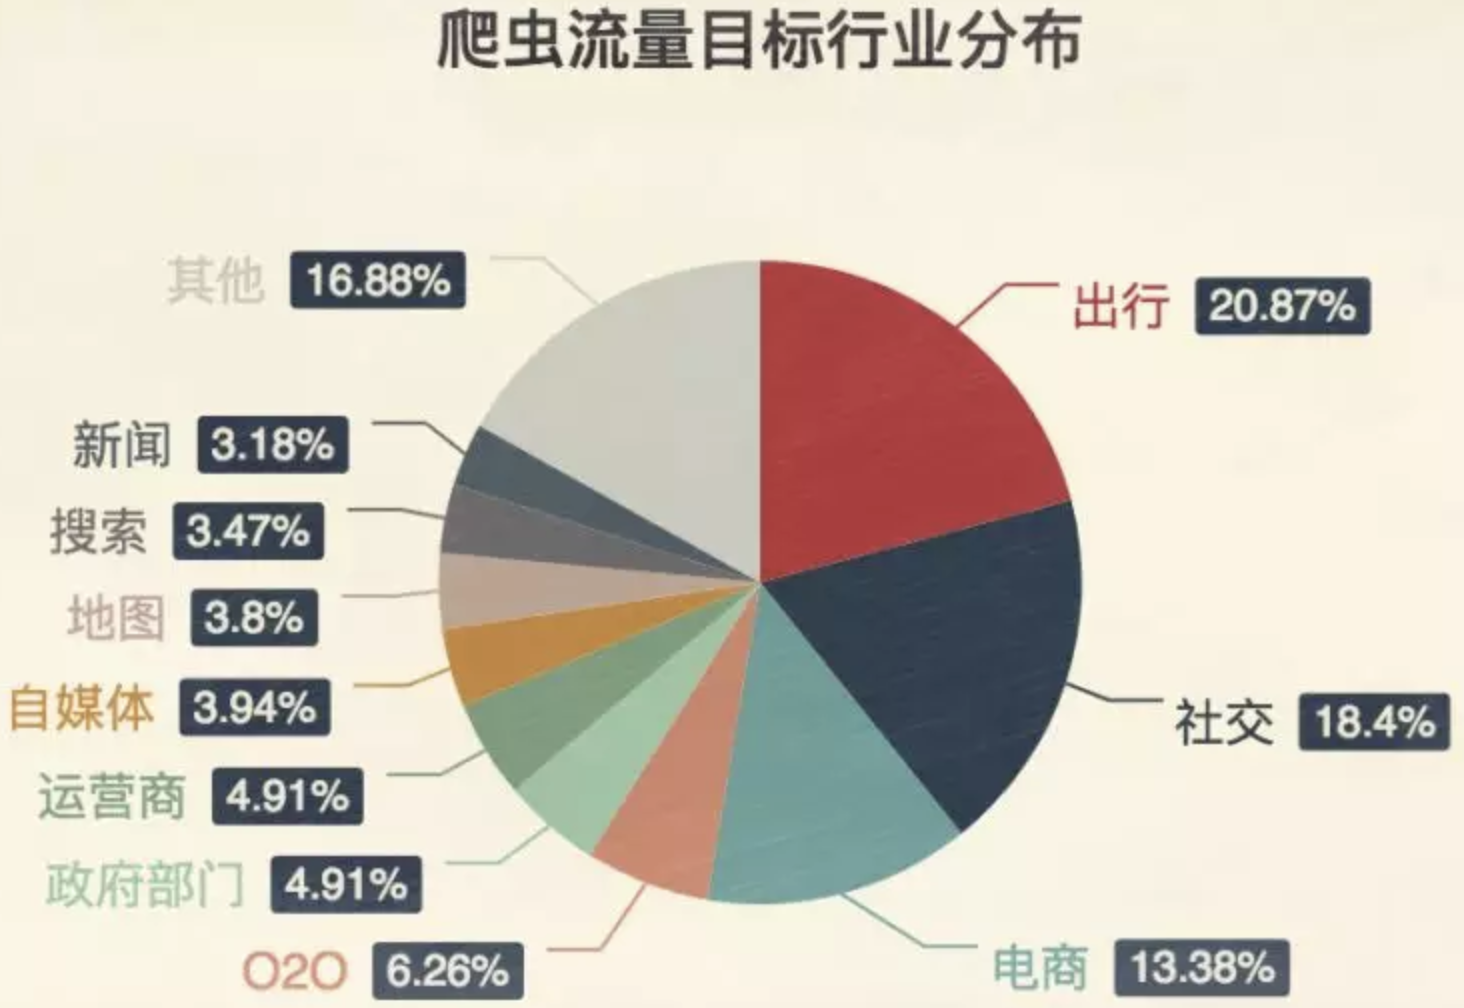 爬虫流量目标行业分布
其他 16.88%
出行 20.87%
新闻 3.18%
搜索 3.47%
地图 3.8%
自媒体 3.94%
社交 18.4%
运营商 4.91%
政府部门 4.91%
O2O 6.26%
电商 13.38%